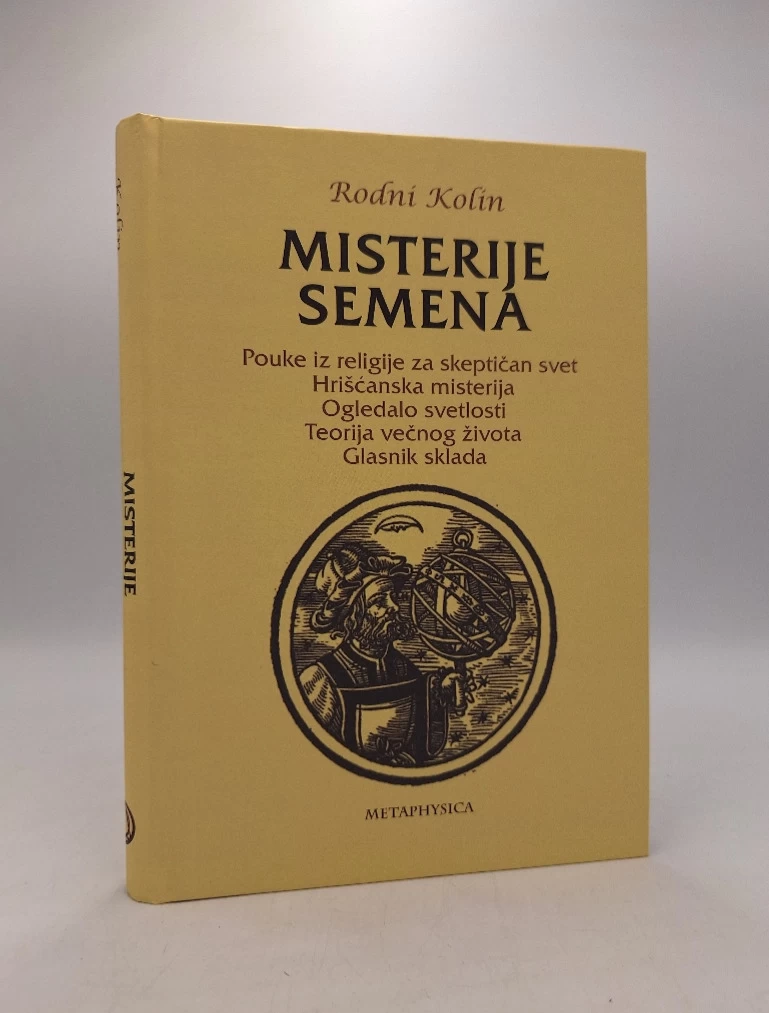 Rodni Kolin
MISTERIJE
SEMENA
Pouke iz religije za skeptičan svet
Hrišćanska misterija
Ogledalo svetlosti
Teorija večnog života
Glasnik sklada
METAPHYSICA
MISTERIJE